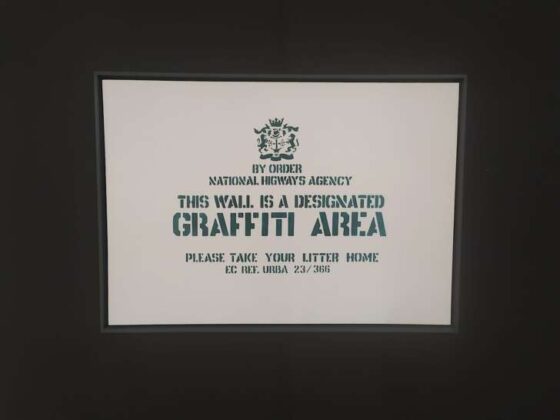 BY ORDER
NATIONAL HIGWAYS AGENCY
THIS WALL IS A DESIGNATED
GRAFFITI AREA
PLEASE TAKE YOUR LITTER HOME
EC REF. URBA 23/366